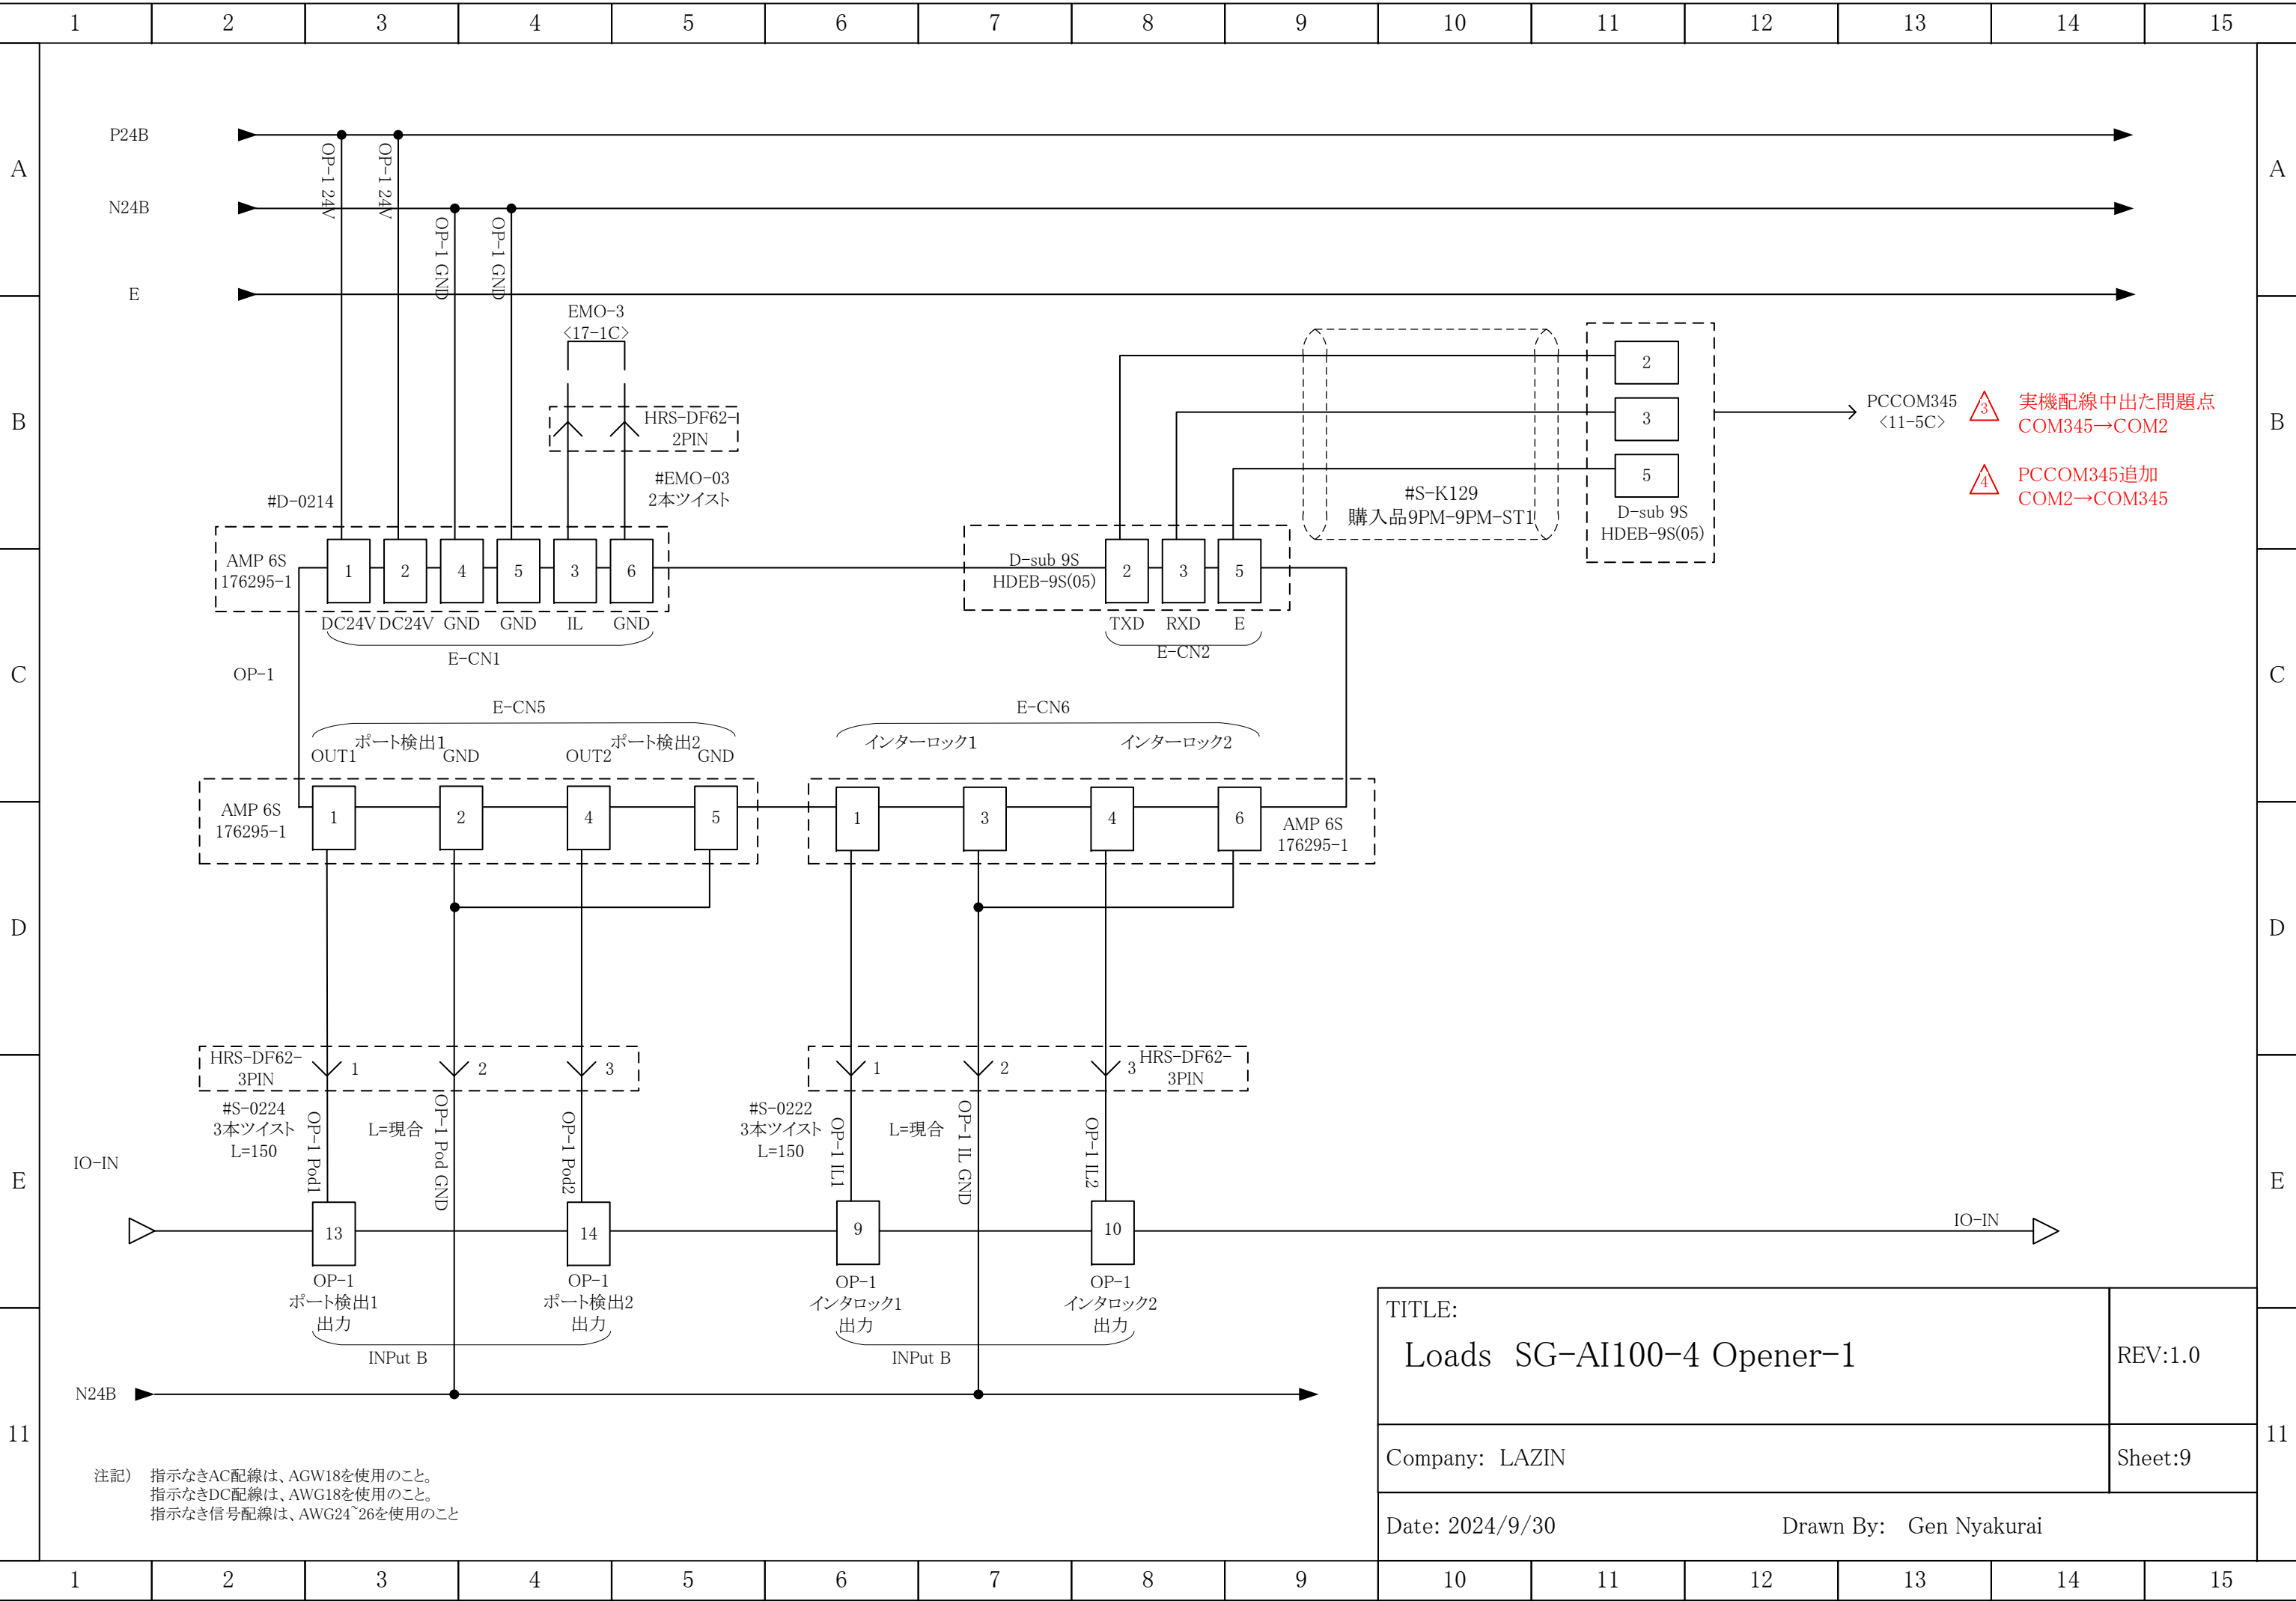 1 2 3 4 5 6 7 8 9 10 11 12 13 14 15
A
A
P24B
OP-1 24V
OP-1 24V
N24B
OP-1 GND
OP-1 GND
E
B
B
EMO-3
<17-1C>
HRS-DF62-
2PIN
#EMO-03
2本ツイスト
#D-0214
#S-K129
購入品9PM-9PM-ST1
2
3
5
D-sub 9S
HDEB-9S(05)
PCCOM345
<11-5C>
3
実機配線中出た問題点
COM345→COM2
4
PCCOM345追加
COM2→COM345
C
C
AMP 6S
176295-1
1 2 4 5 3 6
DC24V DC24V GND GND IL GND
E-CN1
D-sub 9S
HDEB-9S(05)
2 3 5
TXD RXD E
E-CN2
OP-1
E-CN5
ポート検出1
ポート検出2
OUT1 GND OUT2 GND
E-CN6
インターロック1
インターロック2
D
D
AMP 6S
176295-1
1 2 4 5
1 3 4 6
AMP 6S
176295-1
E
E
HRS-DF62-
3PIN
1 2 3
1 2 3
HRS-DF62-
3PIN
#S-0224
3本ツイスト
L=150
OP-1 Pod1
L=現合
OP-1 Pod GND
OP-1 Pod2
#S-0222
3本ツイスト
L=150
OP-1 IL1
L=現合
OP-1 IL GND
OP-1 IL2
IO-IN
13
14
9
10
IO-IN
OP-1
ポート検出1
出力
OP-1
ポート検出2
出力
INPut B
OP-1
インタロック1
出力
OP-1
インタロック2
出力
INPut B
N24B
11
11
注記) 指示なきAC配線は、AGW18を使用のこと。
指示なきDC配線は、AWG18を使用のこと。
指示なき信号配線は、AWG24~26を使用のこと
TITLE:
Loads SG-AI100-4 Opener-1
REV:1.0
Company: LAZIN
Sheet:9
Date: 2024/9/30
Drawn By: Gen Nyakurai
1 2 3 4 5 6 7 8 9 10 11 12 13 14 15